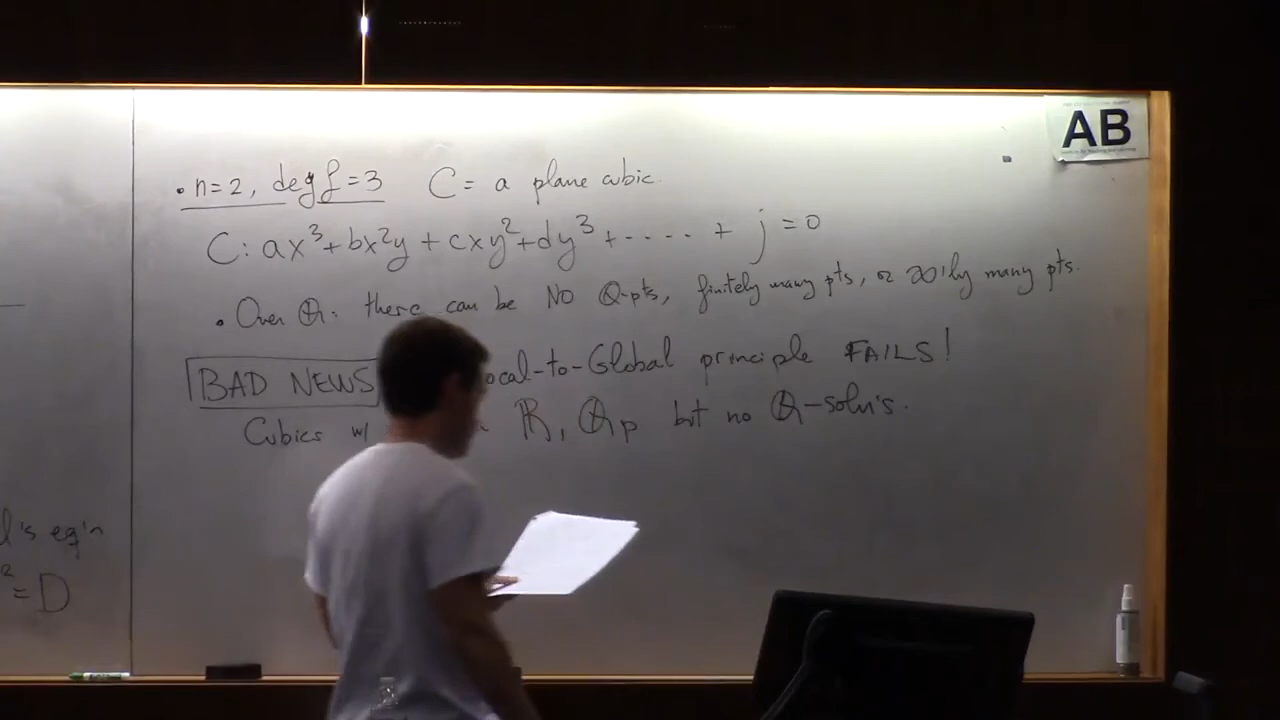 • n=2, deg f=3 C= a plane cubic.
C: ax³+bx²y+cxy²+dy³+.....+ j=0
• Over ℚ: there can be NO ℚ-pts, finitely many pts, or ∞'ly many pts.
BAD NEWS ocal-to-Global principle FAILS!
Cubics w/ ℝ, ℚp but no ℚ-soln's.
l's eq'n
² = D
AB